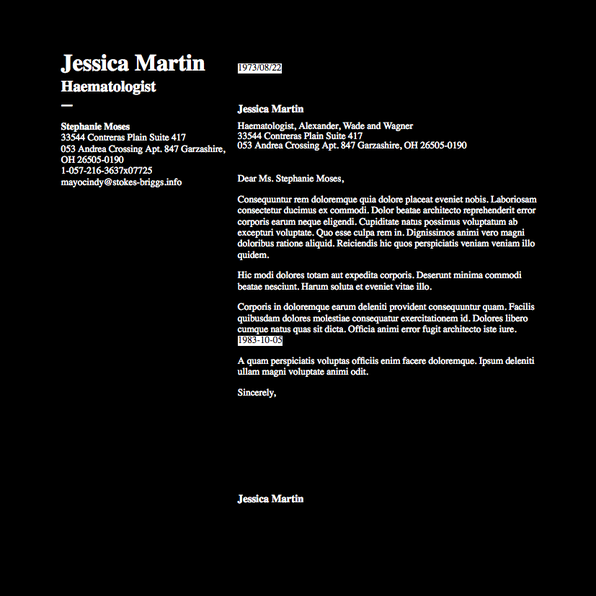 Jessica Martin
Haematologist
Stephanie Moses
33544 Contreras Plain Suite 417
053 Andrea Crossing Apt. 847 Garzashire,
OH 26505-0190
1-057-216-3637x07725
mayocindy@stokes-briggs.info
1973/08/22
Jessica Martin
Haematologist, Alexander, Wade and Wagner
33544 Contreras Plain Suite 417
053 Andrea Crossing Apt. 847 Garzashire, OH 26505-0190
Dear Ms. Stephanie Moses,
Consequuntur rem doloremque quia dolore placeat eveniet nobis. Laboriosam
consectetur ducimus ex commodi. Dolor beatae architecto reprehenderit error
corporis earum neque eligendi. Cupiditate natus possimus voluptatum ab
excepturi voluptate. Quo esse culpa rem in. Dignissimos animi vero magni
doloribus ratione aliquid. Reiciendis hic quos perspiciatis veniam veniam illo
quidem.
Hic modi dolores totam aut expedita corporis. Deserunt minima commodi
beatae nesciunt. Harum soluta et eveniet vitae illo.
Corporis in doloremque earum deleniti provident consequuntur quam. Facilis
quibusdam dolores molestiae consequatur exercitationem id. Dolores libero
cumque natus quas sit dicta. Officia animi error fugit architecto iste iure.
1983-10-05
A quam perspiciatis voluptas officiis enim facere doloremque. Ipsum deleniti
ullam magni voluptate animi odit.
Sincerely,
Jessica Martin